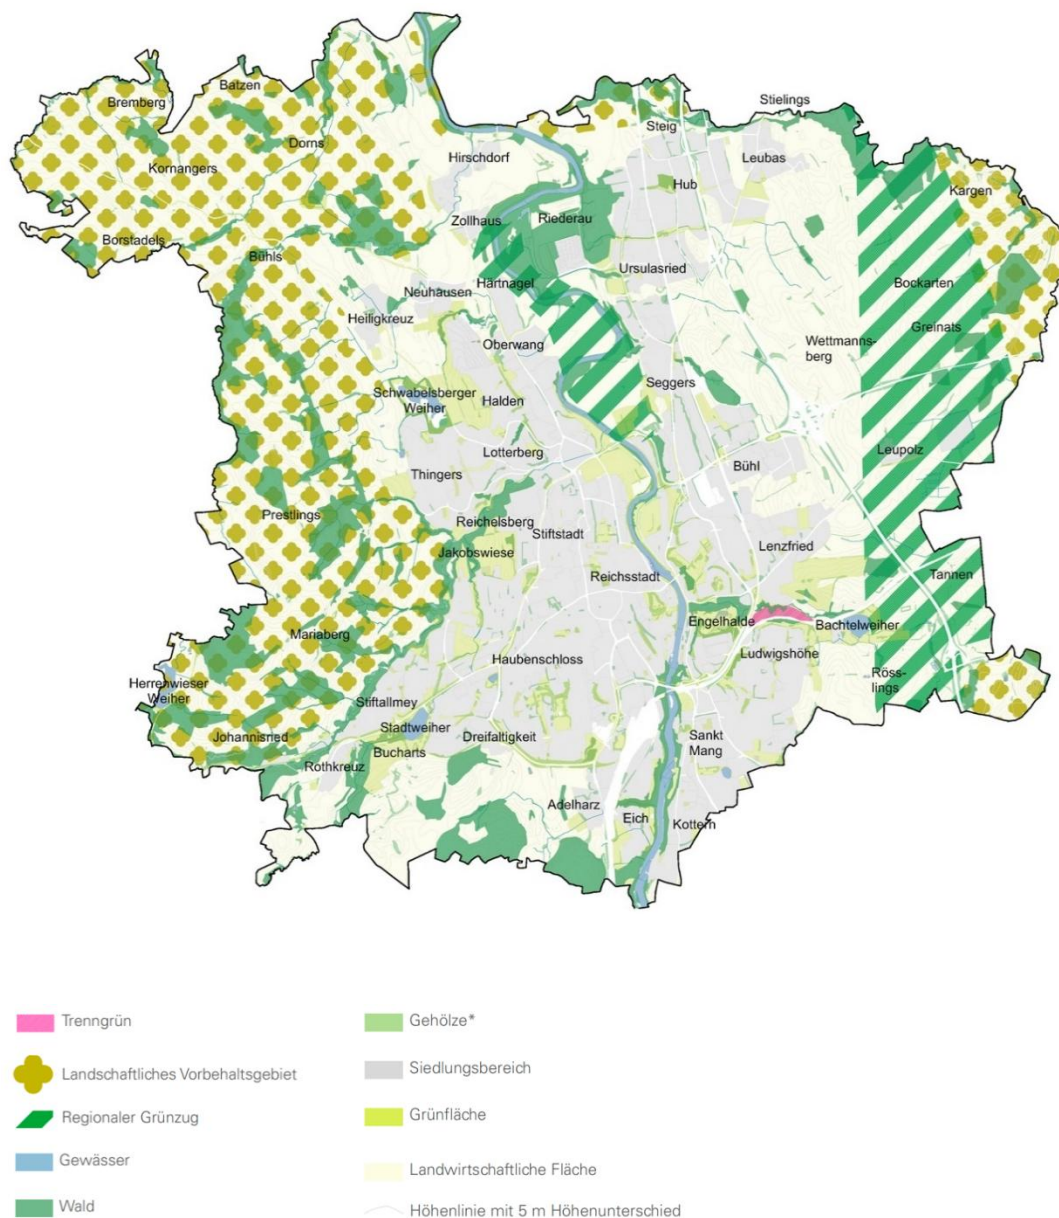 Batzen
Stielings
Bremberg
Steig
Dorns
Hirschdorf
Leubas
Kornangers
Hub
Kargen
Zollhaus
Riederau
Borstadels
Bühls
Ursulasried
Härtnagel
Bockarten
Neuhausen
Heiligkreuz
Greinats
Oberwang
Wettmanns-
berg
Seggers
Schwabelsberger
Weiher
Halden
Lotterberg
Leupolz
Bühl
Thingers
Prestlings
Reichelsberg
Stiftstadt
Lenzfried
Jakobswiese
Reichsstadt
Tannen
Engelhalde
Bachtelweiher
Mariaberg
Ludwigshöhe
Haubenschloss
Röss-
lings
Herrenwieser
Weiher
Stiftallmey
Stadtweiher
Johannisried
Dreifaltigkeit
Sankt
Mang
Bucharts
Rothkreuz
Adelharz
Eich
Kottern
Trenngrün
Landschaftliches Vorbehaltsgebiet
Regionaler Grünzug
Gewässer
Wald
Gehölze*
Siedlungsbereich
Grünfläche
Landwirtschaftliche Fläche
Höhenlinie mit 5 m Höhenunterschied